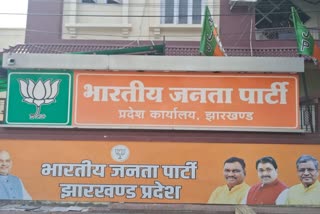 भारतीय जनता पार्टी
प्रदेश कार्यालय, झारखण्ड
भारतीय जनता पार्टी
झारखण्ड प्रदेश